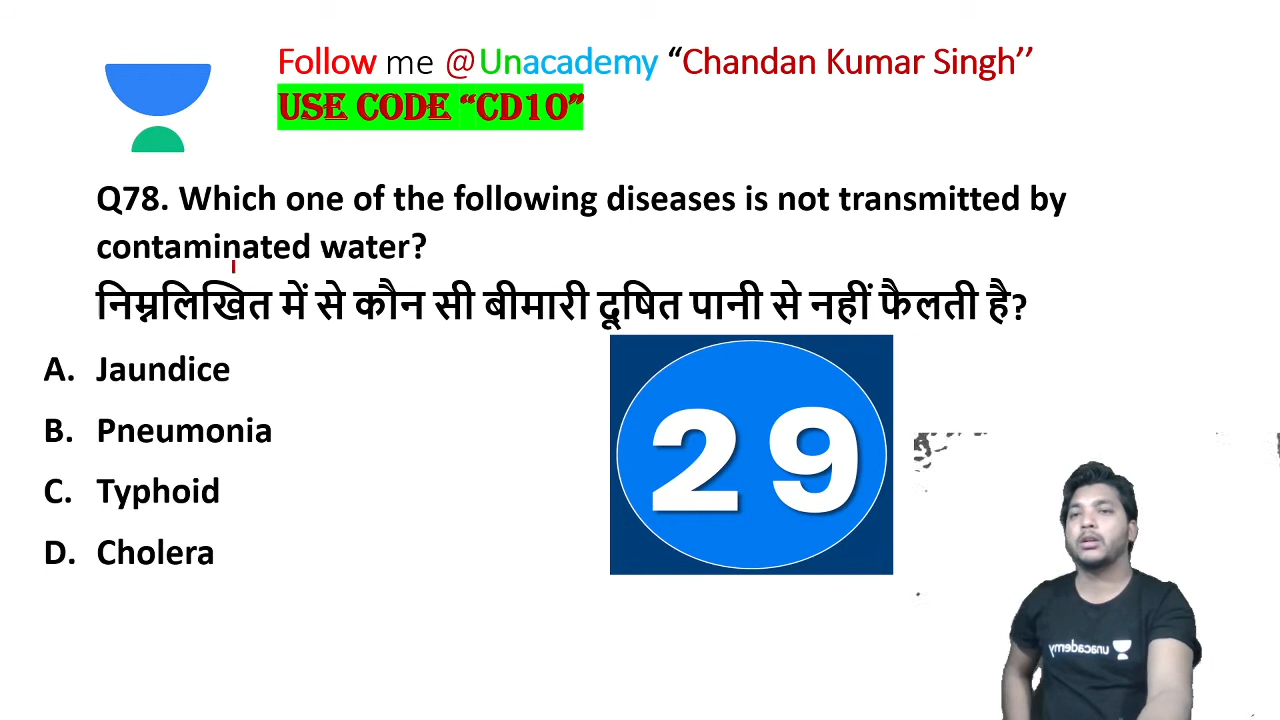 Follow me @Unacademy “Chandan Kumar Singh’’
USE CODE “CD10”
Q78. Which one of the following diseases is not transmitted by
contaminated water?
निम्नलिखित में से कौन सी बीमारी दूषित पानी से नहीं फैलती है?
A. Jaundice
B. Pneumonia
C. Typhoid
D. Cholera
29
unacademy